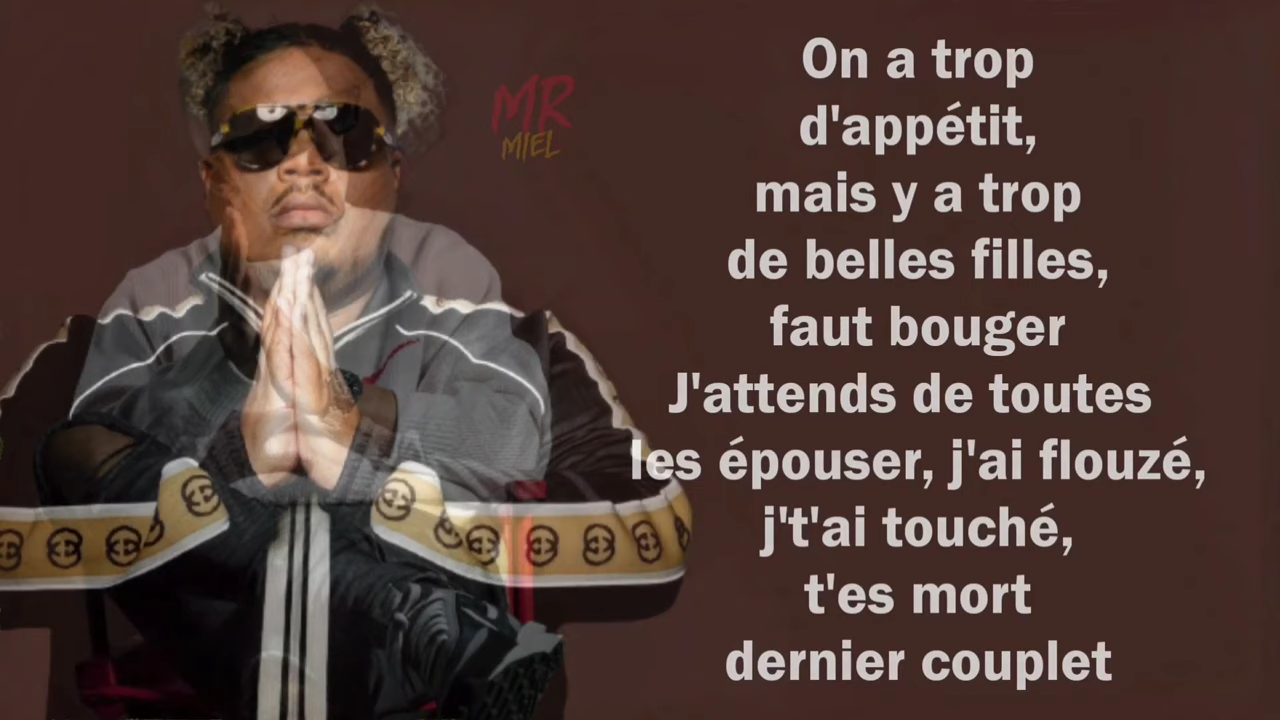 MR
MIEL
On a trop
d'appétit,
mais y a trop
de belles filles,
faut bouger
J'attends de toutes
les épouser, j'ai flouzé,
j't'ai touché,
t'es mort
dernier couplet